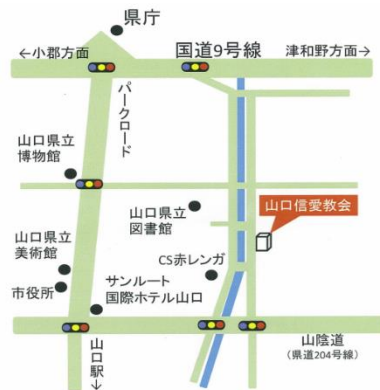 県庁
←小郡方面
国道9号線
津和野方面→
パークロード
山口県立
博物館
山口県立
図書館
山口信愛教会
山口県立
美術館
CS赤レンガ
市役所
サンルート
国際ホテル山口
山陰道
（県道204号線）
山口駅→